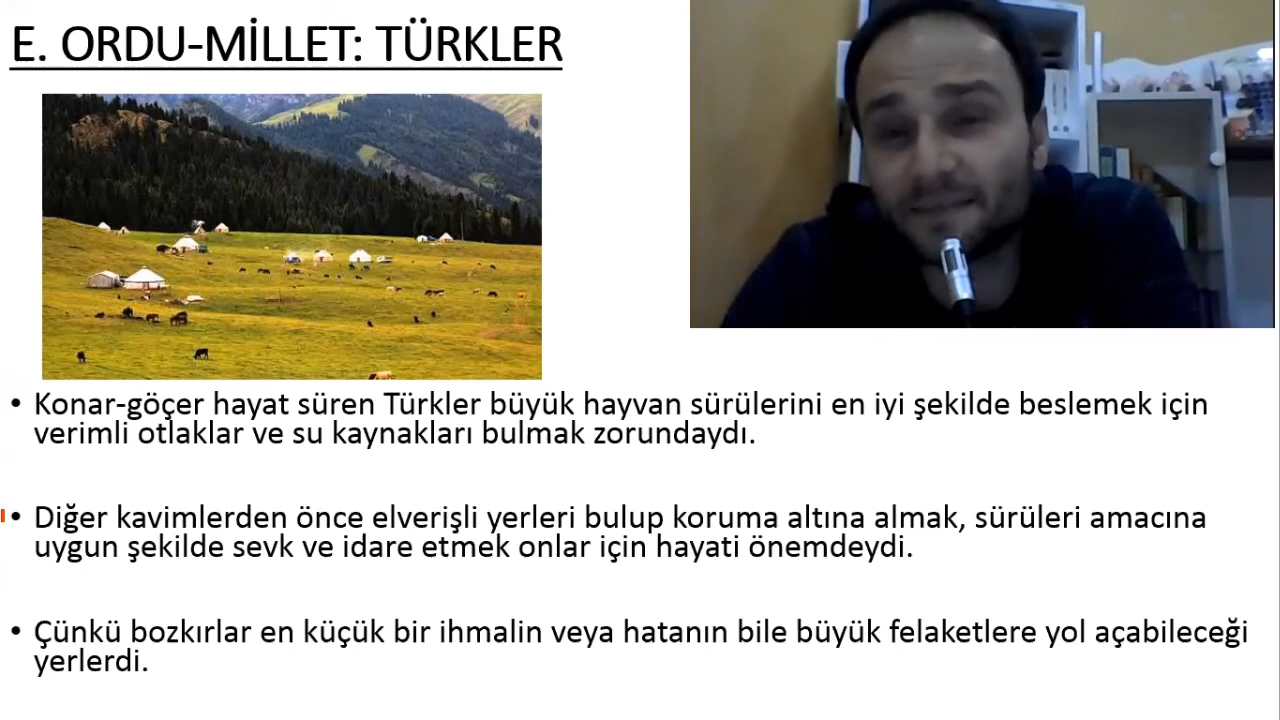 E. ORDU-MİLLET: TÜRKLER
• Konar-göçer hayat süren Türkler büyük hayvan sürülerini en iyi şekilde beslemek için
verimli otlaklar ve su kaynakları bulmak zorundaydı.
• Diğer kavimlerden önce elverişli yerleri bulup koruma altına almak, sürüleri amacına
uygun şekilde sevk ve idare etmek onlar için hayati önemdeydi.
• Çünkü bozkırlar en küçük bir ihmalin veya hatanın bile büyük felaketlere yol açabileceği
yerlerdi.